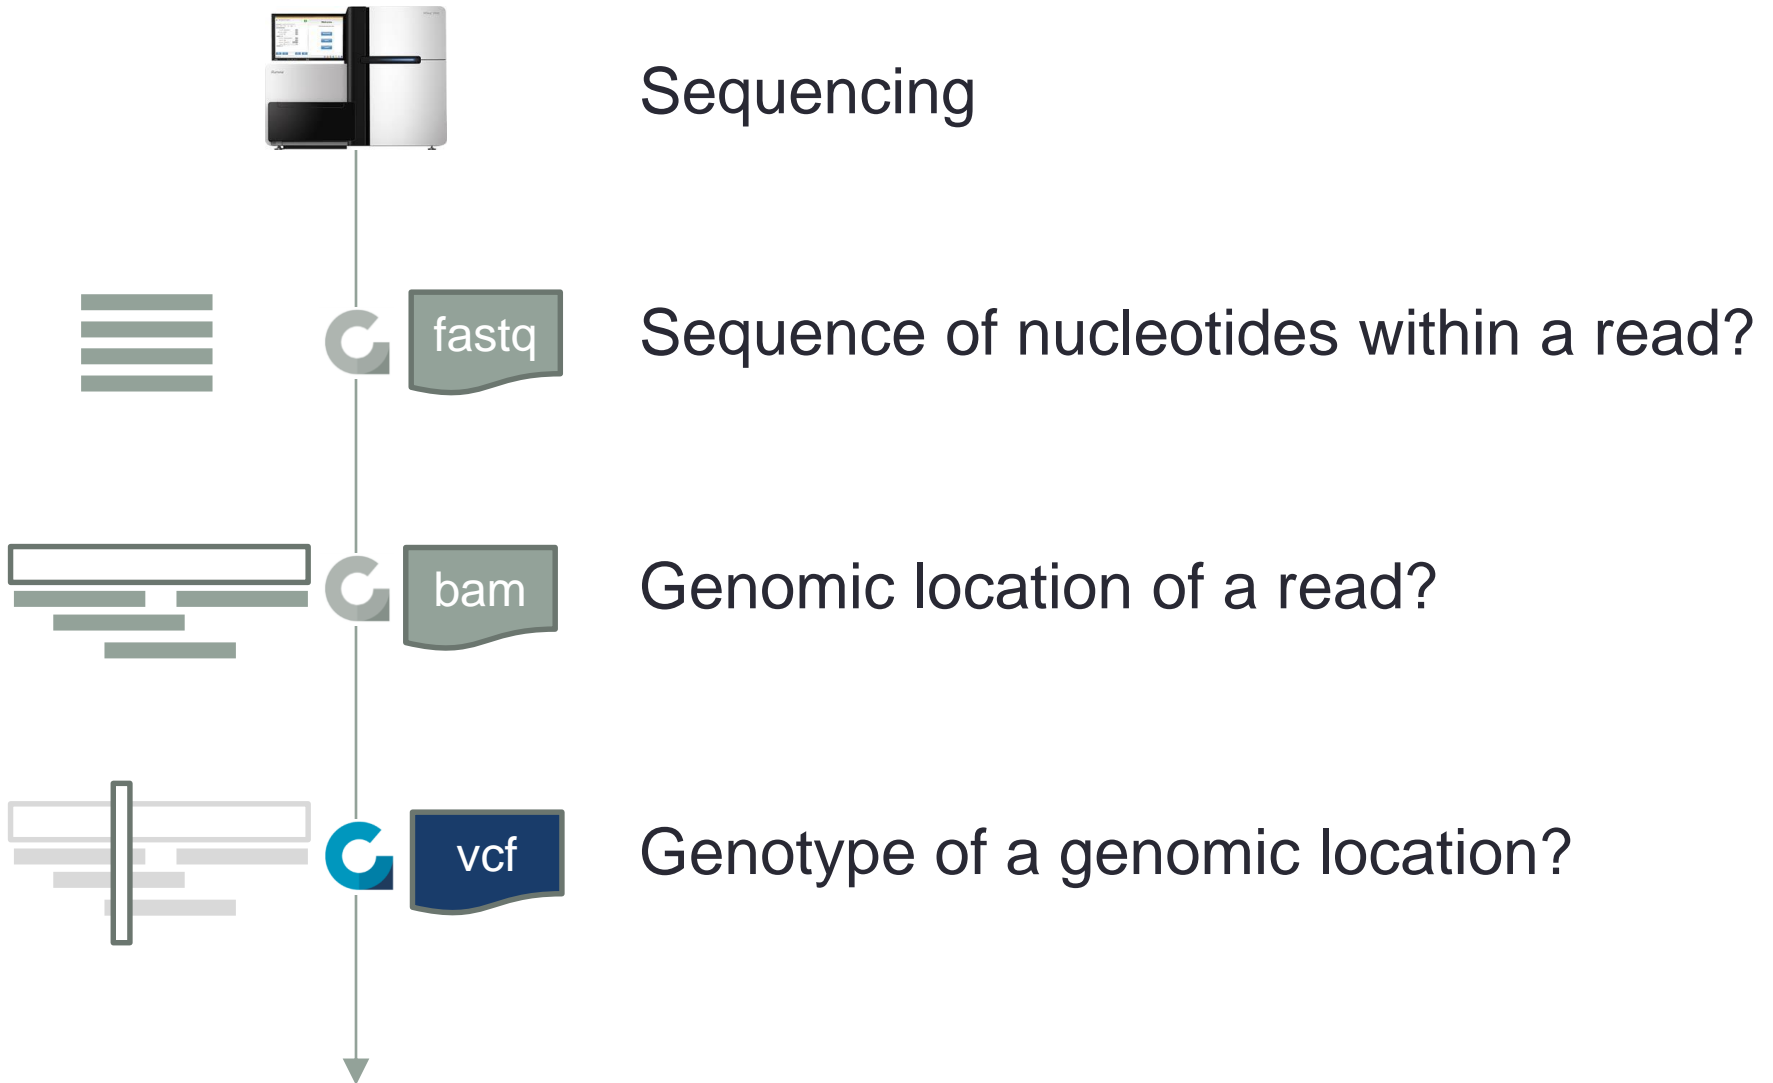 Sequencing
fastq
Sequence of nucleotides within a read?
bam
Genomic location of a read?
vcf
Genotype of a genomic location?